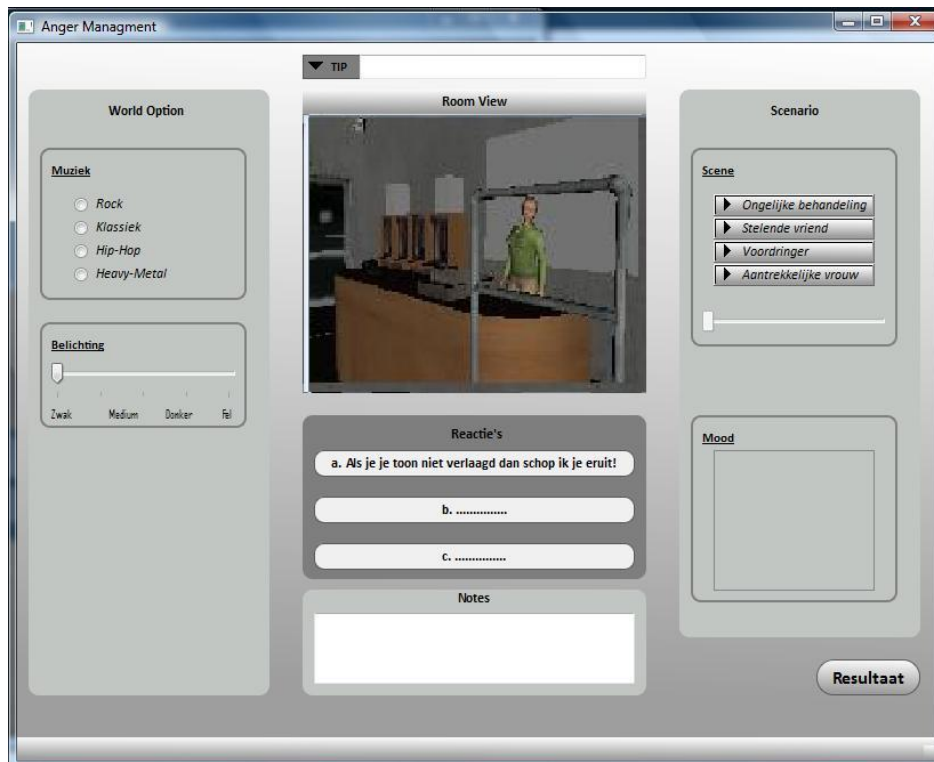 Anger Managment
TIP
World Option
Muziek
Rock
Klassiek
Hip-Hop
Heavy-Metal
Belichting
Zwak Medium Donker Fel
Room View
Reactie's
a. Als je je toon niet verlaagd dan schop ik je eruit!
b. ...............
c. ...............
Notes
Scenario
Scene
Ongelijke behandeling
Stelende vriend
Voordringer
Aantrekkelijke vrouw
Mood
Resultaat